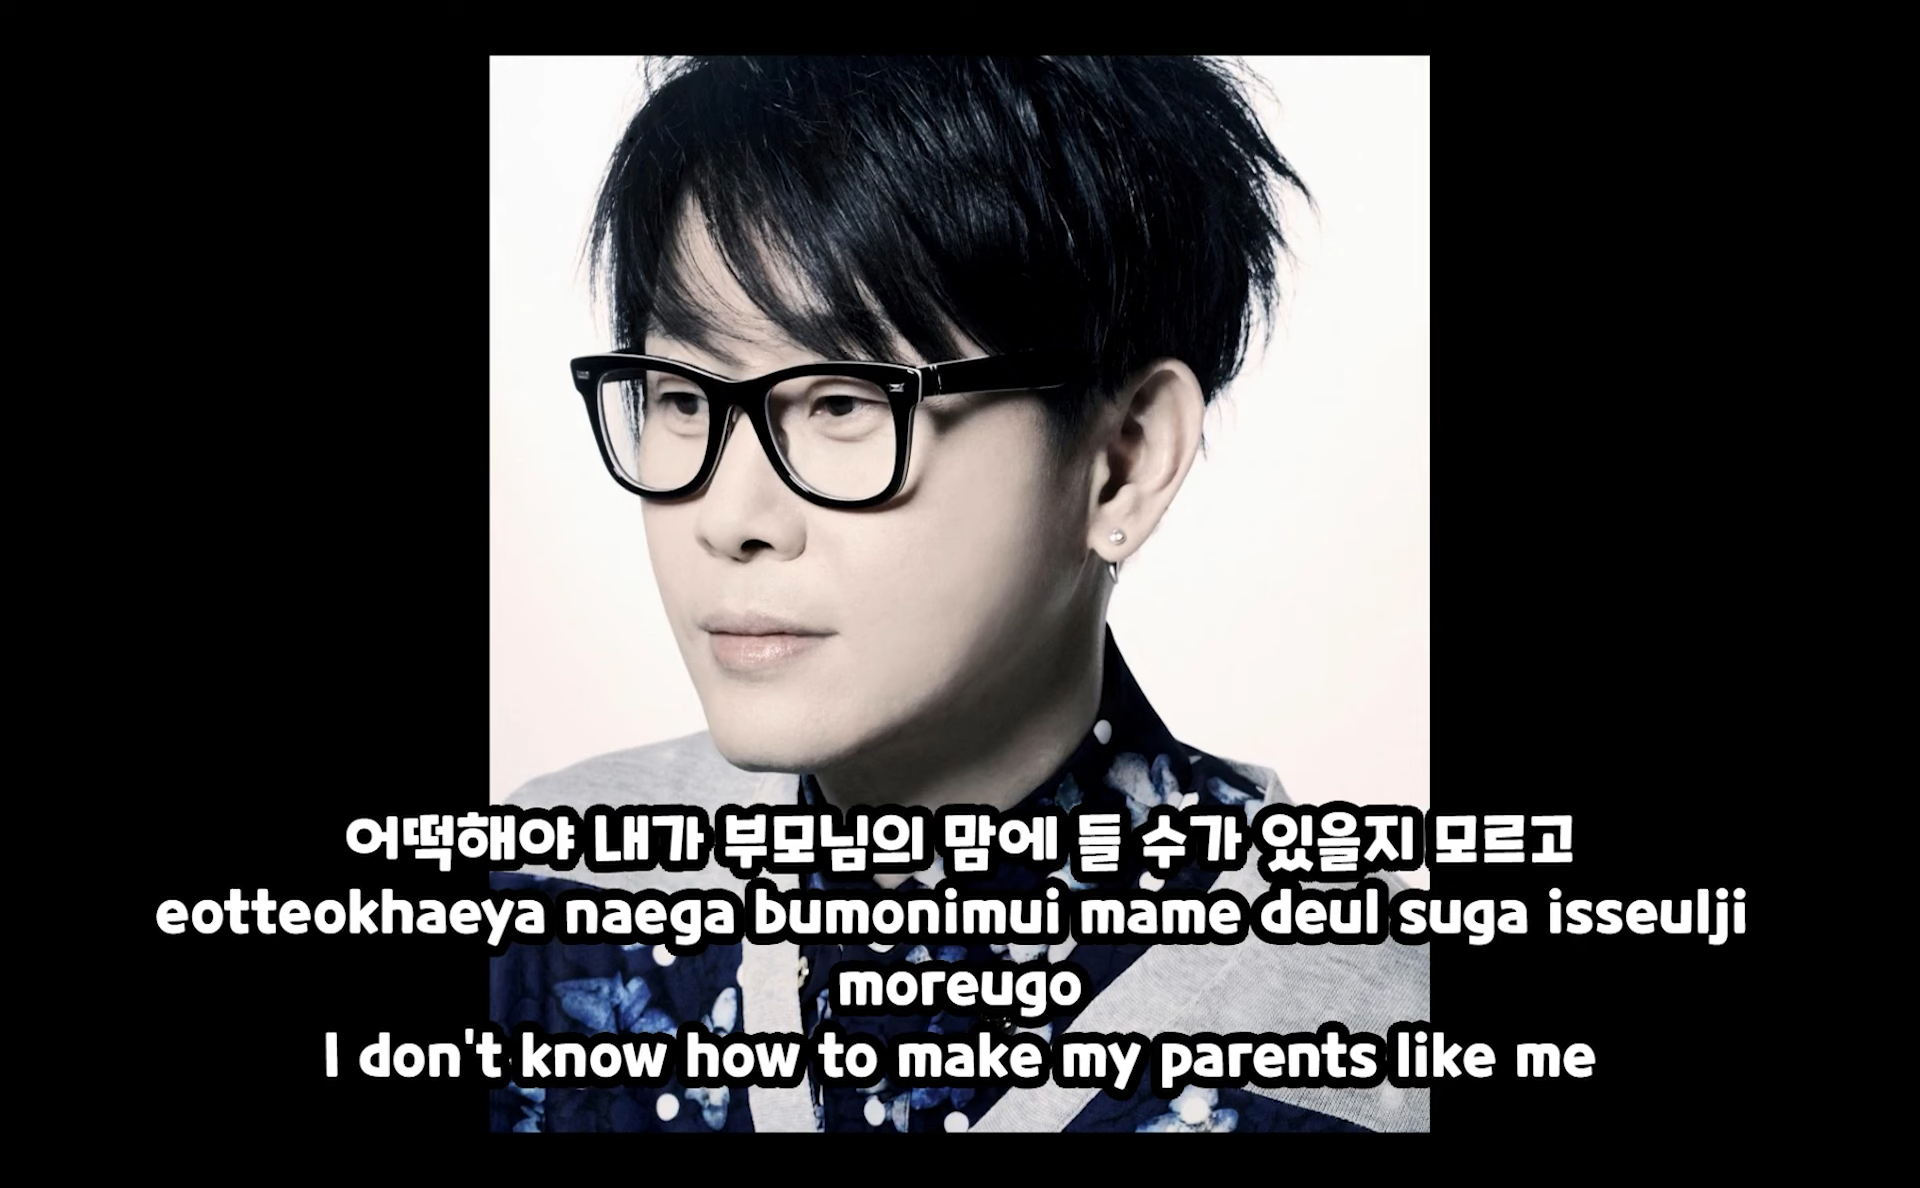 어떡해야 내가 부모님의 맘에 들 수가 있을지 모르고
eotteokhaeya naega bumonimui mame deul suga isseulji
moreugo
I don't know how to make my parents like me